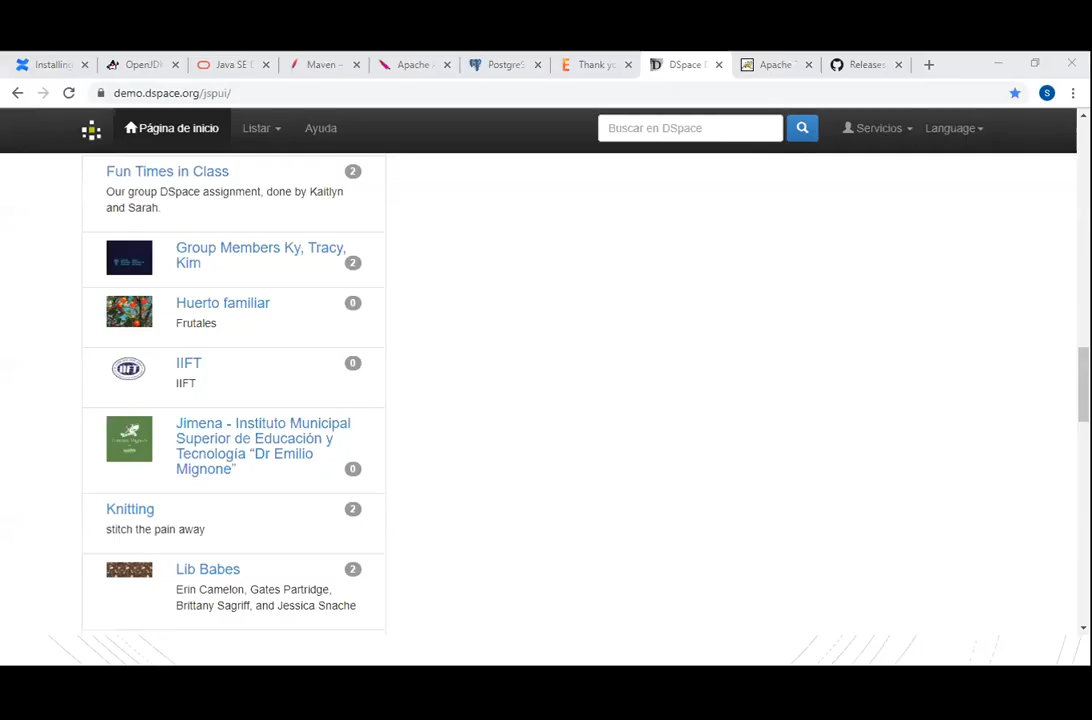 Installing
OpenJDK
Java SE D
Maven –
Apache
PostgreS
Thank yo
DSpace D
Apache T
Releases
demo.dspace.org/jspui/
S
Página de inicio
Listar
Ayuda
Buscar en DSpace
Servicios
Language
Fun Times in Class 2
Our group DSpace assignment, done by Kaitlyn
and Sarah.
Group Members Ky, Tracy,
Kim 2
Huerto familiar 0
Frutales
IIFT
IIFT 0
IIFT
Jimena - Instituto Municipal
Superior de Educación y
Tecnología “Dr Emilio
Mignone” 0
Knitting 2
stitch the pain away
Lib Babes 2
Erin Camelon, Gates Partridge,
Brittany Sagriff, and Jessica Snache